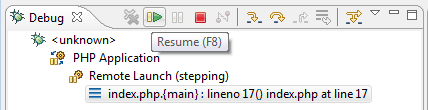 Debug
<unknown>
Resume (F8)
PHP Application
Remote Launch (stepping)
index.php.{main} : lineno 17() index.php at line 17